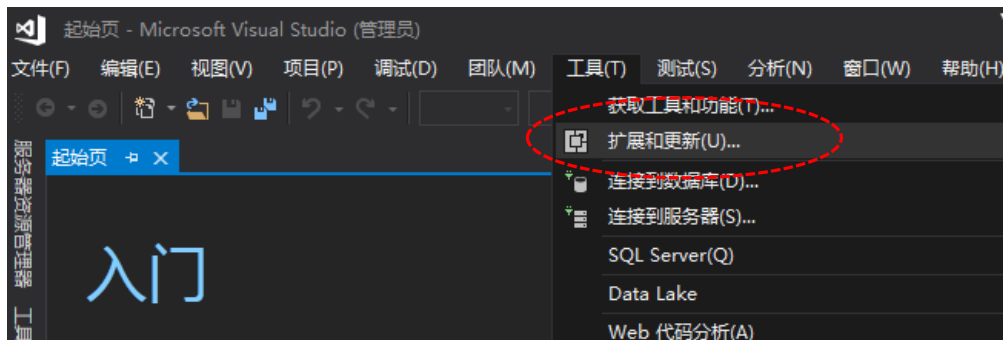 起始页 - Microsoft Visual Studio (管理员)
文件(F) 编辑(E) 视图(V) 项目(P) 调试(D) 团队(M) 工具(T) 测试(S) 分析(N) 窗口(W) 帮助(H)
获取工具和功能(T)...
扩展和更新(U)...
连接到数据库(D)...
连接到服务器(S)...
SQL Server(Q)
Data Lake
Web 代码分析(A)
起始页
入门
服务器资源管理器
工具